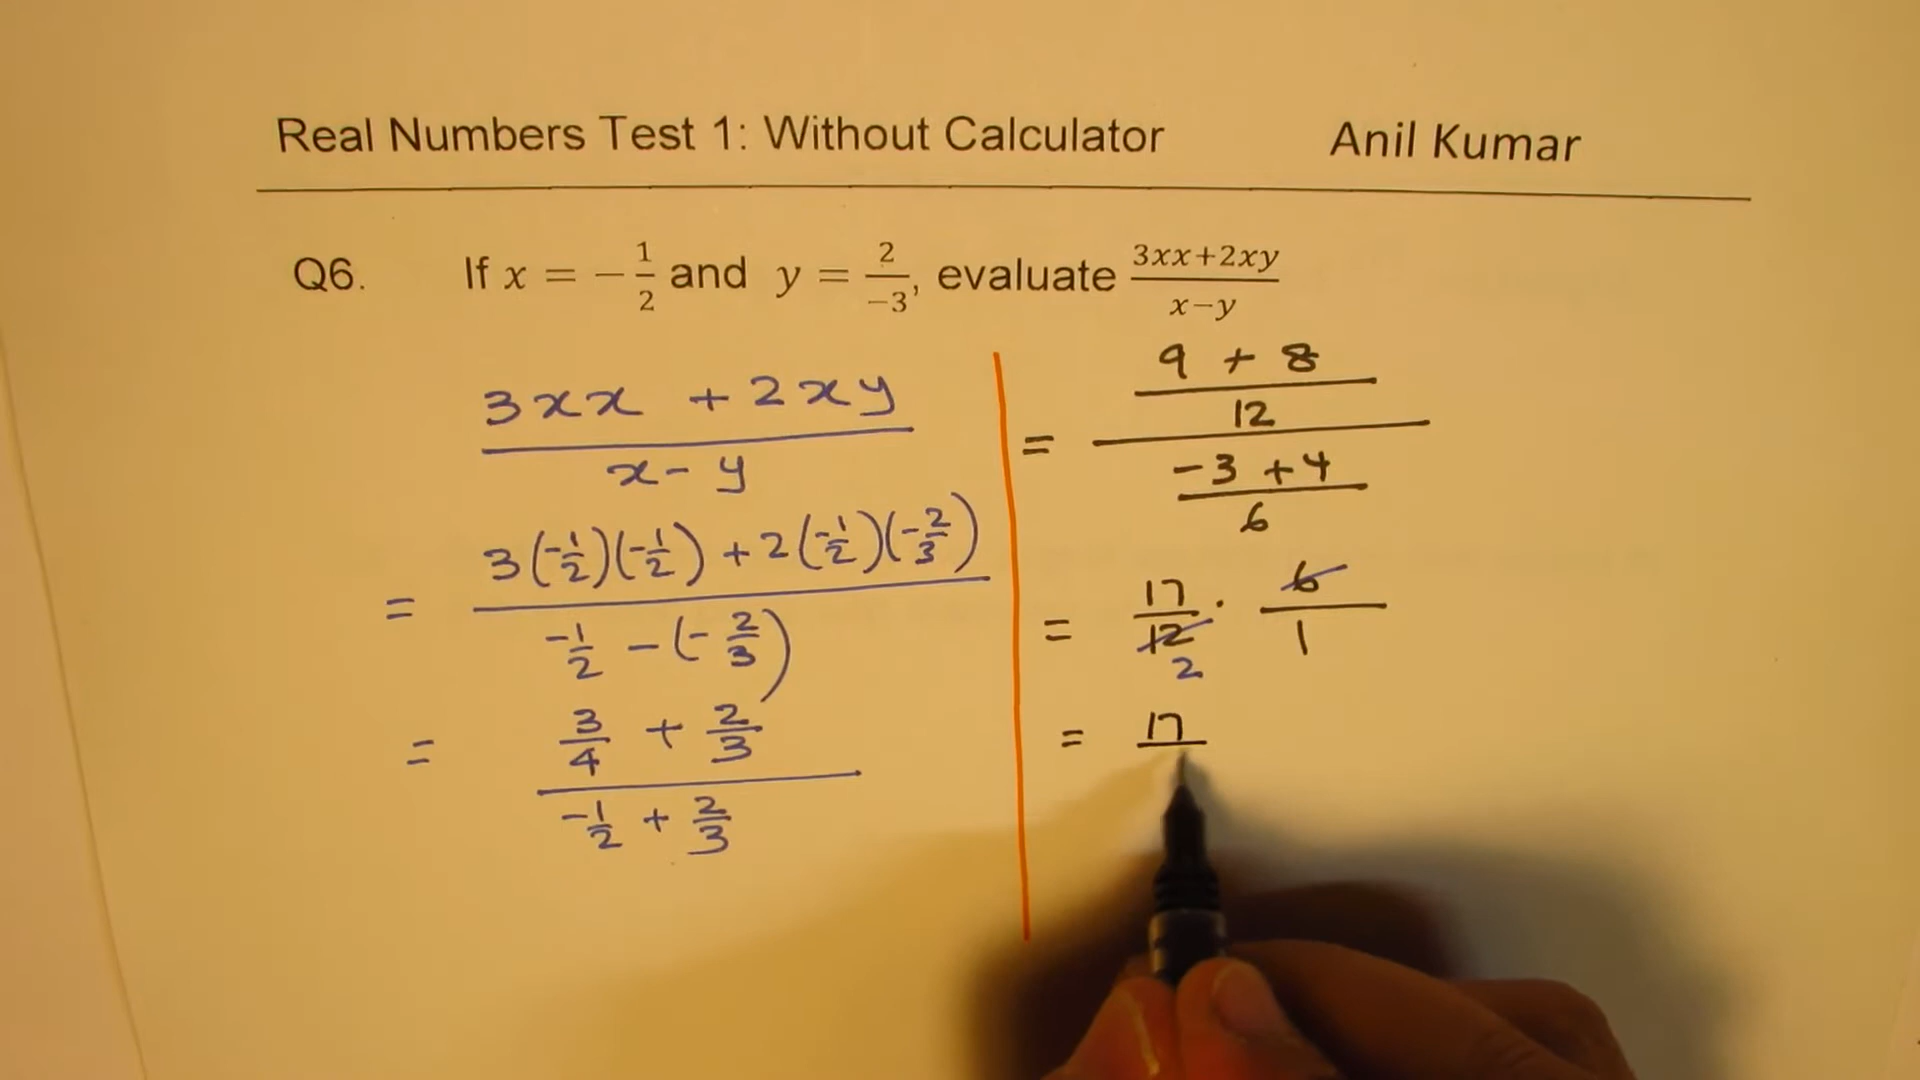 Real Numbers Test 1: Without Calculator Anil Kumar
Q6. If x = −1/2 and y = 2/−3, evaluate (3xx+2xy)/(x−y)
(3xx + 2xy)/(x - y)
= (3(-1/2)(-1/2) + 2(-1/2)(-2/3))/(-1/2 - (-2/3))
= (3/4 + 2/3)/(-1/2 + 2/3)
= ((9 + 8)/12)/((-3 + 4)/6)
= 17/12 · 6/1
2
= 17